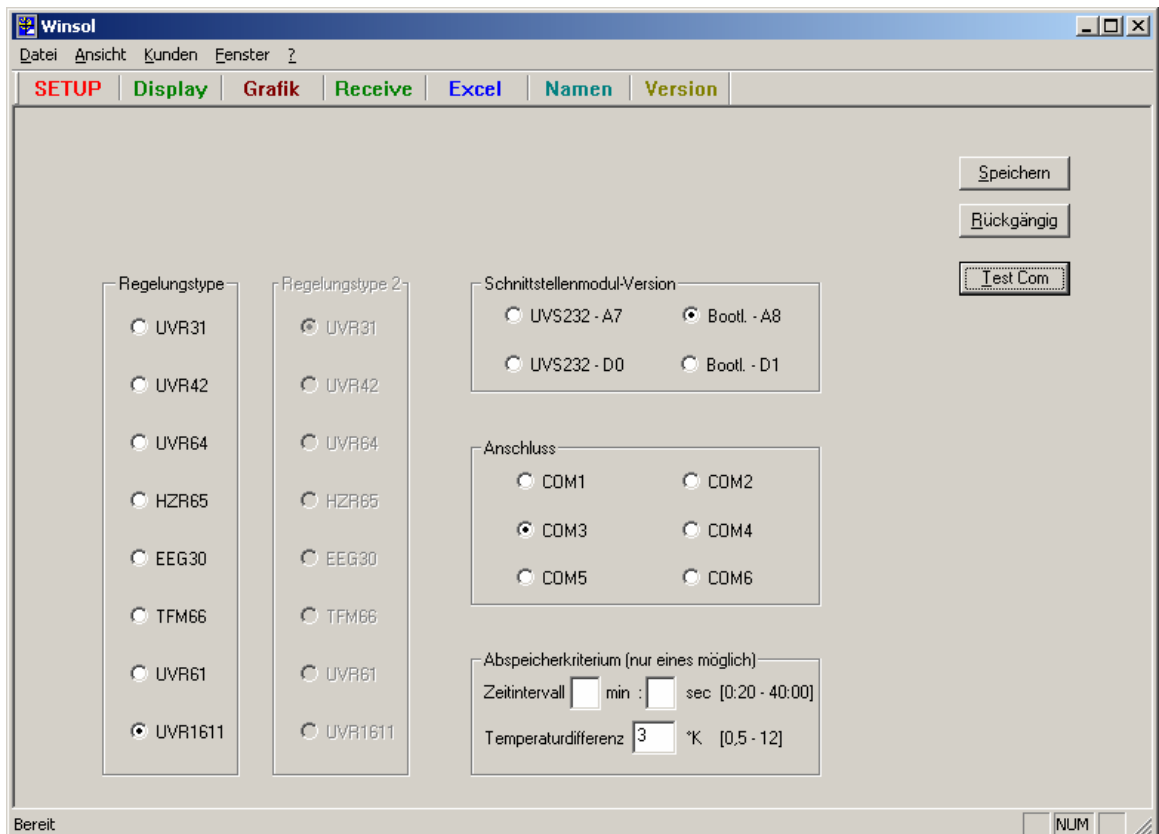 Winsol
Datei Ansicht Kunden Fenster ?
SETUP Display Grafik Receive Excel Namen Version
Speichern
Rückgängig
Test Com
Regelungstype
UVR31
UVR42
UVR64
HZR65
EEG30
TFM66
UVR61
UVR1611
Regelungstype 2
UVR31
UVR42
UVR64
HZR65
EEG30
TFM66
UVR61
UVR1611
Schnittstellenmodul-Version
UVS232 - A7 Bootl. - A8
UVS232 - D0 Bootl. - D1
Anschluss
COM1 COM2
COM3 COM4
COM5 COM6
Abspeicherkriterium (nur eines möglich)
Zeitintervall min : sec [0:20 - 40:00]
Temperaturdifferenz 3 °K [0,5 - 12]
Bereit NUM